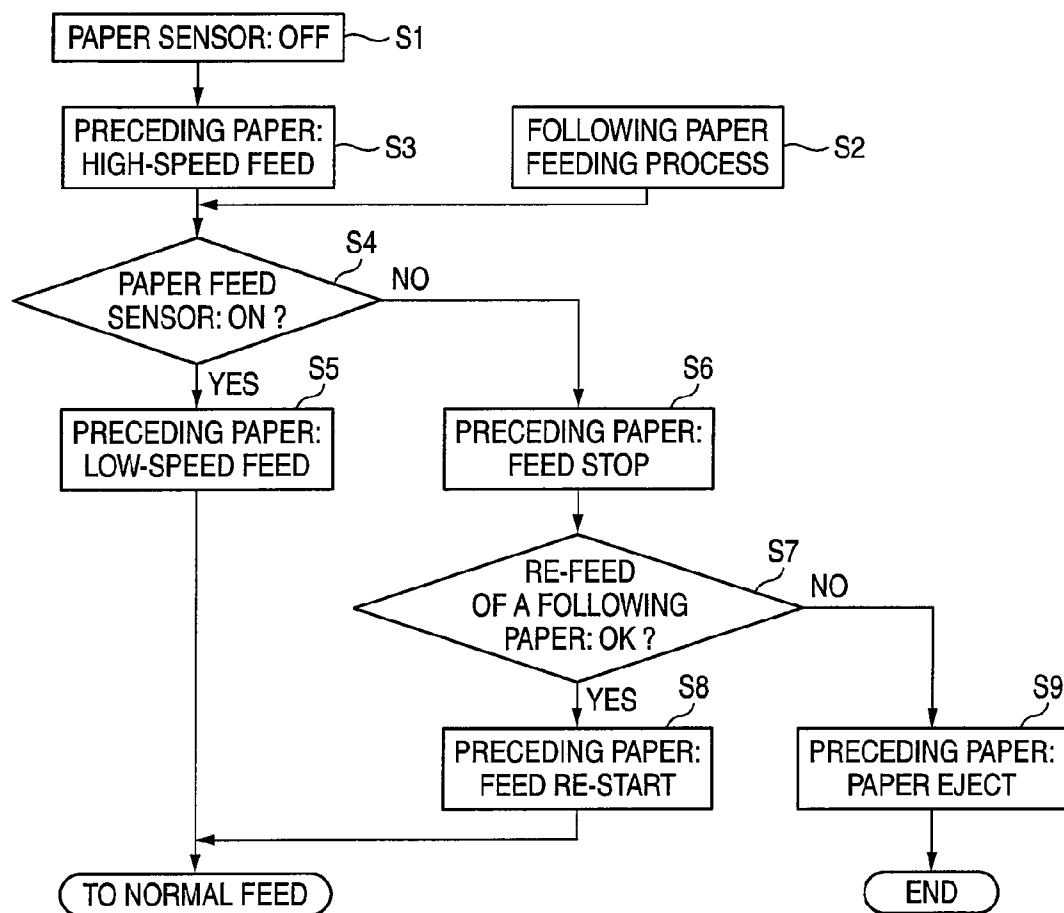 PAPER SENSOR: OFF
S1
PRECEDING PAPER:
HIGH-SPEED FEED
S3
FOLLOWING PAPER
FEEDING PROCESS
S2
S4
PAPER FEED
SENSOR: ON ?
NO
YES
S5
PRECEDING PAPER:
LOW-SPEED FEED
S6
PRECEDING PAPER:
FEED STOP
S7
RE-FEED
OF A FOLLOWING
PAPER: OK ?
NO
YES
S8
PRECEDING PAPER:
FEED RE-START
S9
PRECEDING PAPER:
PAPER EJECT
TO NORMAL FEED
END